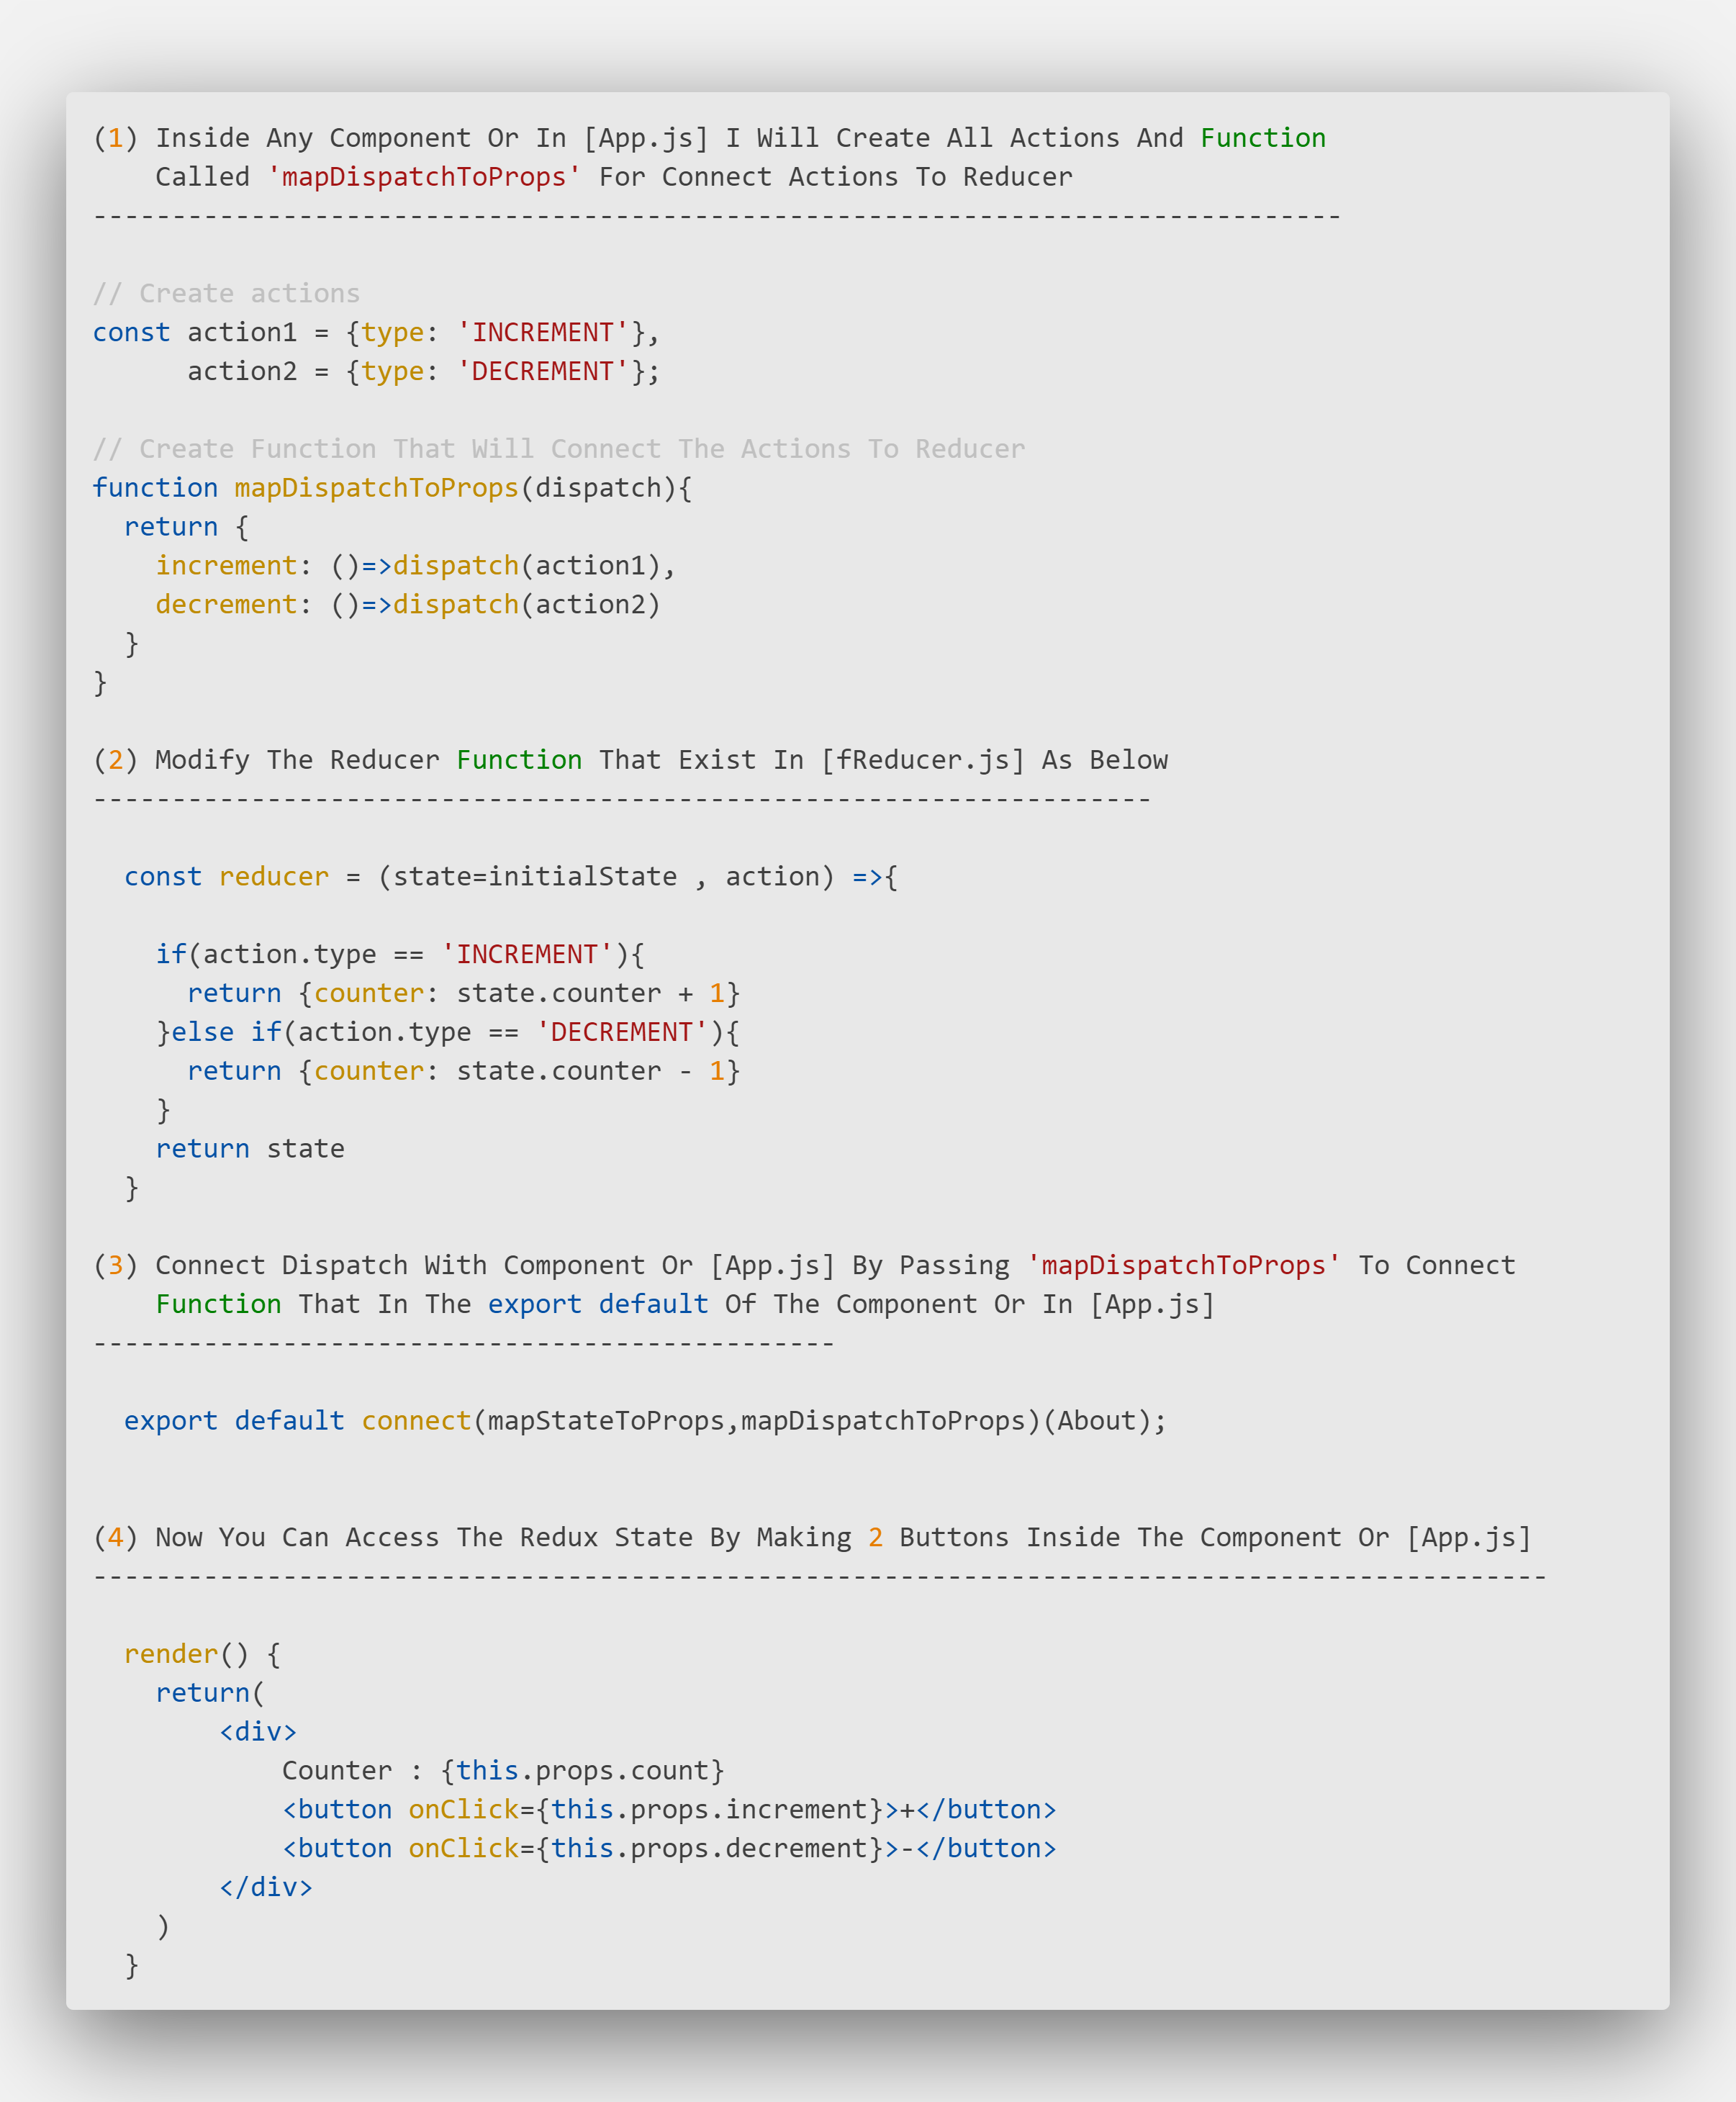 (1) Inside Any Component Or In [App.js] I Will Create All Actions And Function
    Called 'mapDispatchToProps' For Connect Actions To Reducer
-------------------------------------------------------------------------------
// Create actions
const action1 = {type: 'INCREMENT'},
      action2 = {type: 'DECREMENT'};
// Create Function That Will Connect The Actions To Reducer
function mapDispatchToProps(dispatch){
  return {
    increment: ()=>dispatch(action1),
    decrement: ()=>dispatch(action2)
  }
}
(2) Modify The Reducer Function That Exist In [fReducer.js] As Below
-------------------------------------------------------------------
  const reducer = (state=initialState , action) =>{
    if(action.type == 'INCREMENT'){
      return {counter: state.counter + 1}
    }else if(action.type == 'DECREMENT'){
      return {counter: state.counter - 1}
    }
    return state
  }
(3) Connect Dispatch With Component Or [App.js] By Passing 'mapDispatchToProps' To Connect
    Function That In The export default Of The Component Or In [App.js]
-----------------------------------------------
  export default connect(mapStateToProps,mapDispatchToProps)(About);
(4) Now You Can Access The Redux State By Making 2 Buttons Inside The Component Or [App.js]
--------------------------------------------------------------------------------------------
  render() {
    return(
        <div>
            Counter : {this.props.count}
            <button onClick={this.props.increment}>+</button>
            <button onClick={this.props.decrement}>-</button>
        </div>
    )
  }